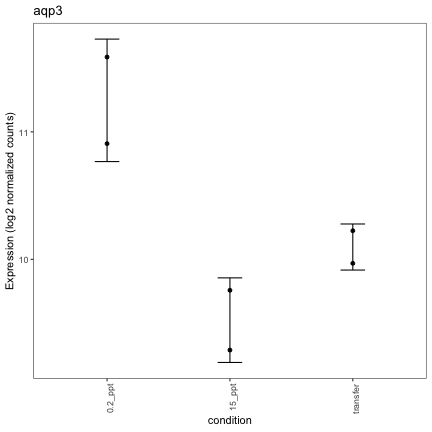 aqp3
Expression (log2 normalized counts)
11
10
0.2_ppt
15_ppt
transfer
condition